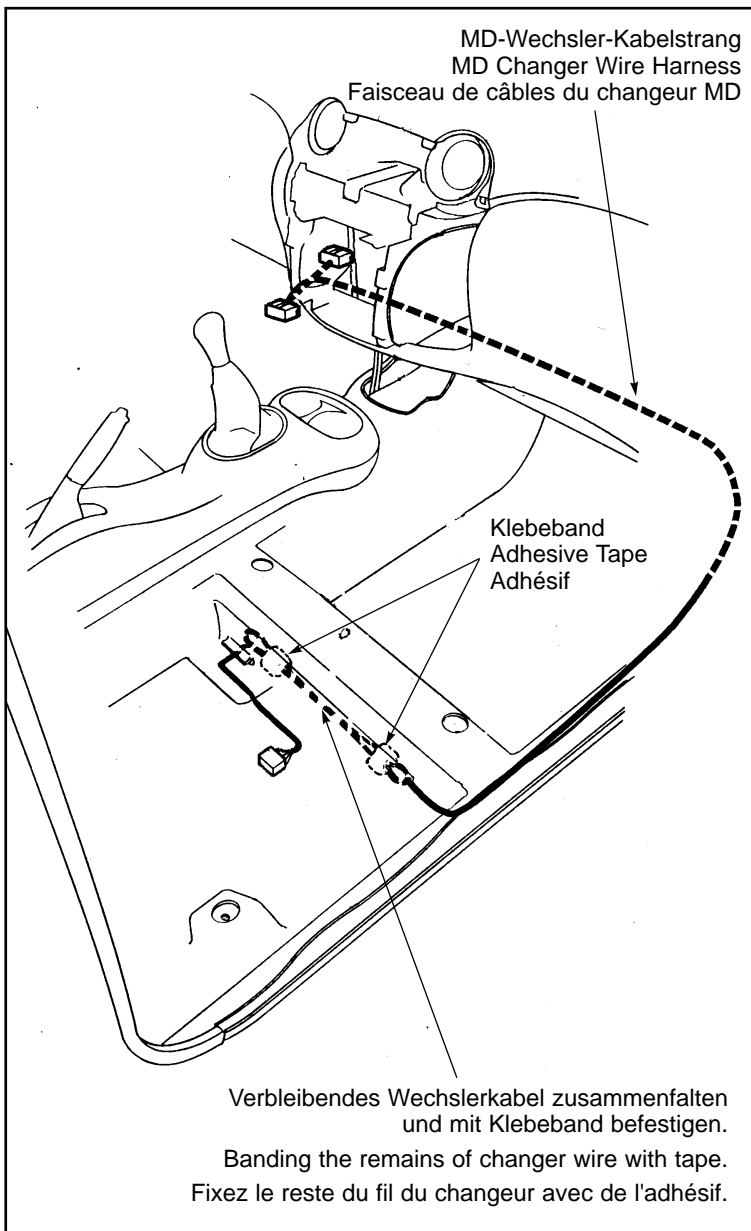 MD-Wechsler-Kabelstrang
MD Changer Wire Harness
Faisceau de câbles du changeur MD
Klebeband
Adhesive Tape
Adhésif
Verbleibendes Wechslerkabel zusammenfalten
und mit Klebeband befestigen.
Banding the remains of changer wire with tape.
Fixez le reste du fil du changeur avec de l'adhésif.